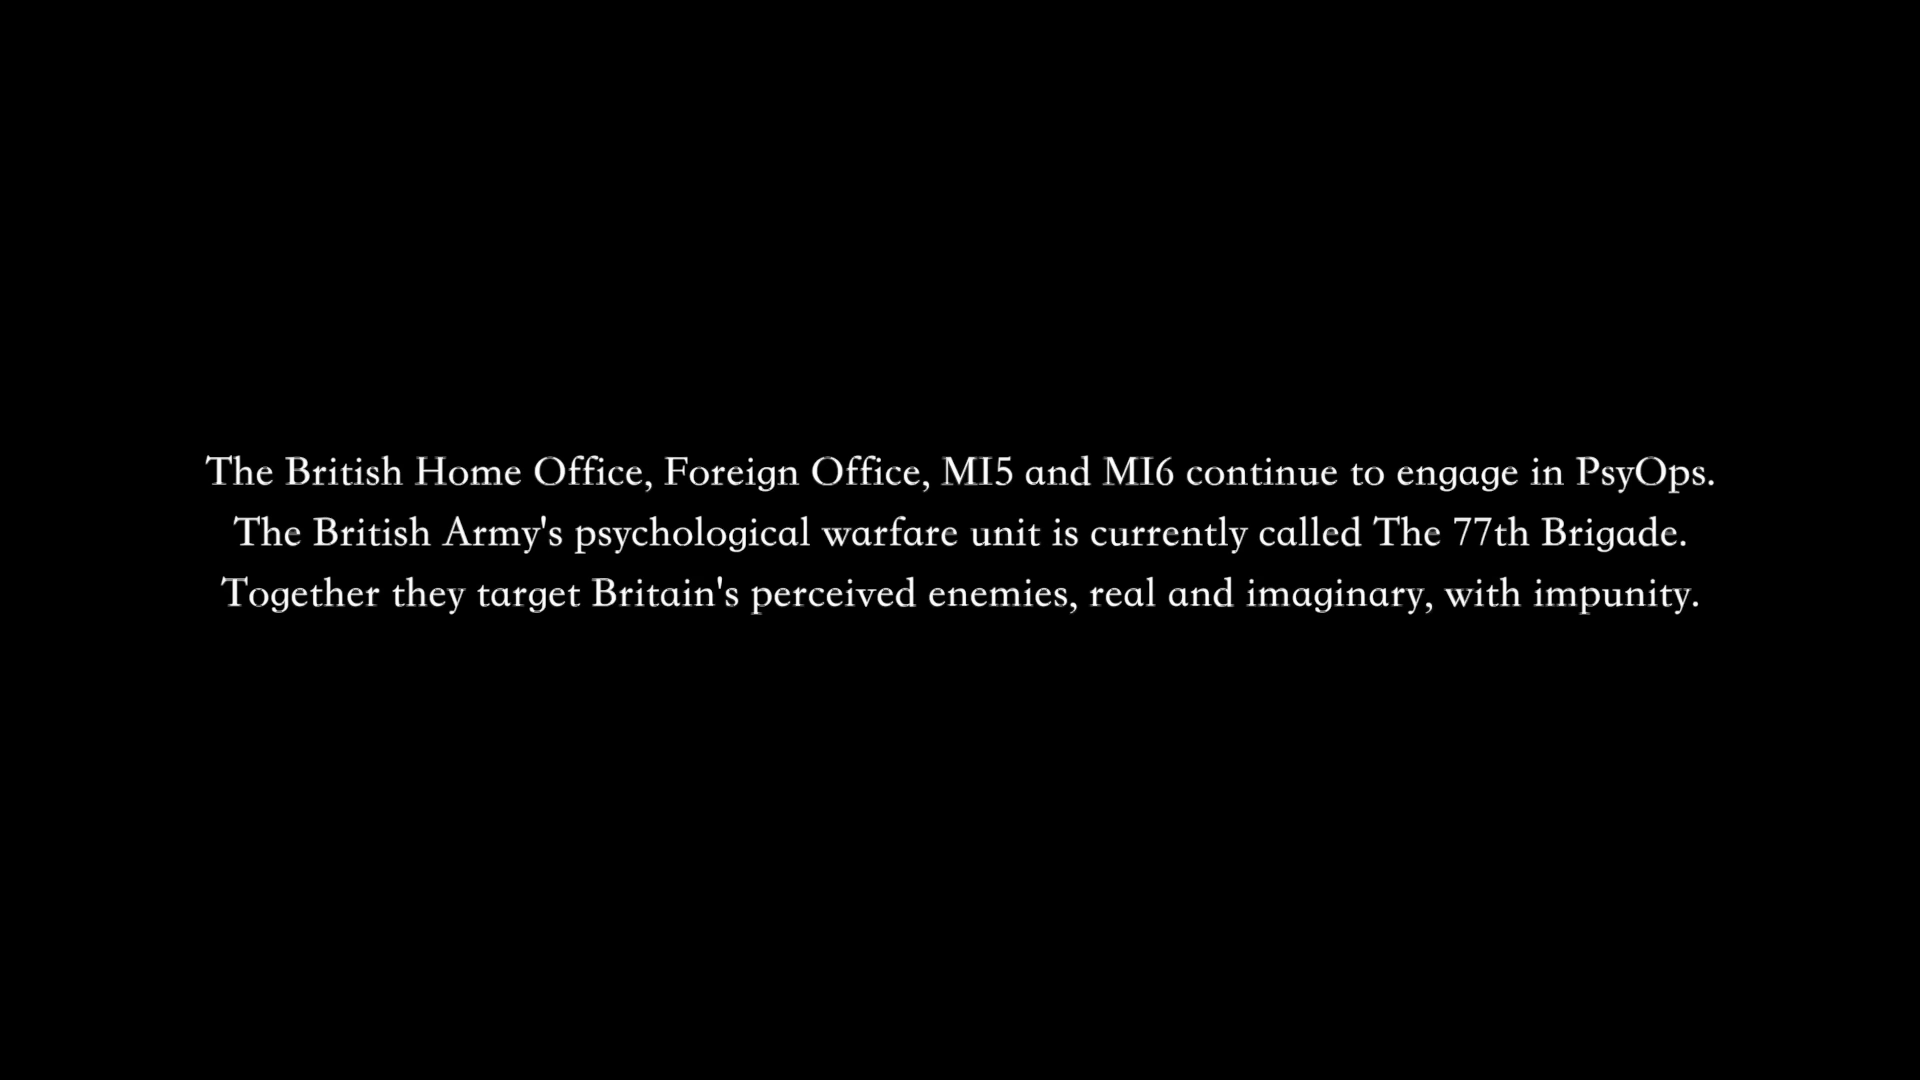 The British Home Office, Foreign Office, MI5 and MI6 continue to engage in PsyOps.
The British Army's psychological warfare unit is currently called The 77th Brigade.
Together they target Britain's perceived enemies, real and imaginary, with impunity.